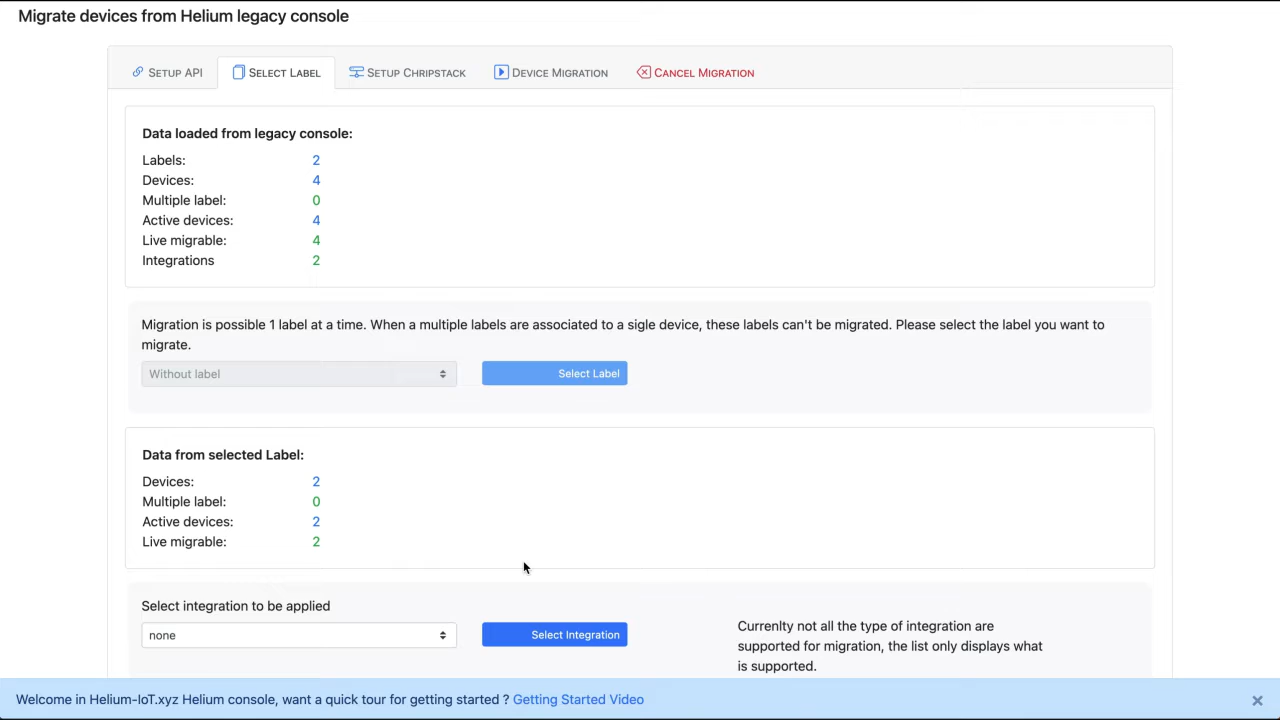 Migrate devices from Helium legacy console
SETUP API
SELECT LABEL
SETUP CHRIPSTACK
DEVICE MIGRATION
CANCEL MIGRATION
Data loaded from legacy console:
Labels: 2
Devices: 4
Multiple label: 0
Active devices: 4
Live migrable: 4
Integrations 2
Migration is possible 1 label at a time. When a multiple labels are associated to a sigle device, these labels can't be migrated. Please select the label you want to
migrate.
Without label
Select Label
Data from selected Label:
Devices: 2
Multiple label: 0
Active devices: 2
Live migrable: 2
Select integration to be applied
none
Select Integration
Currenlty not all the type of integration are
supported for migration, the list only displays what
is supported.
Welcome in Helium-IoT.xyz Helium console, want a quick tour for getting started ? Getting Started Video